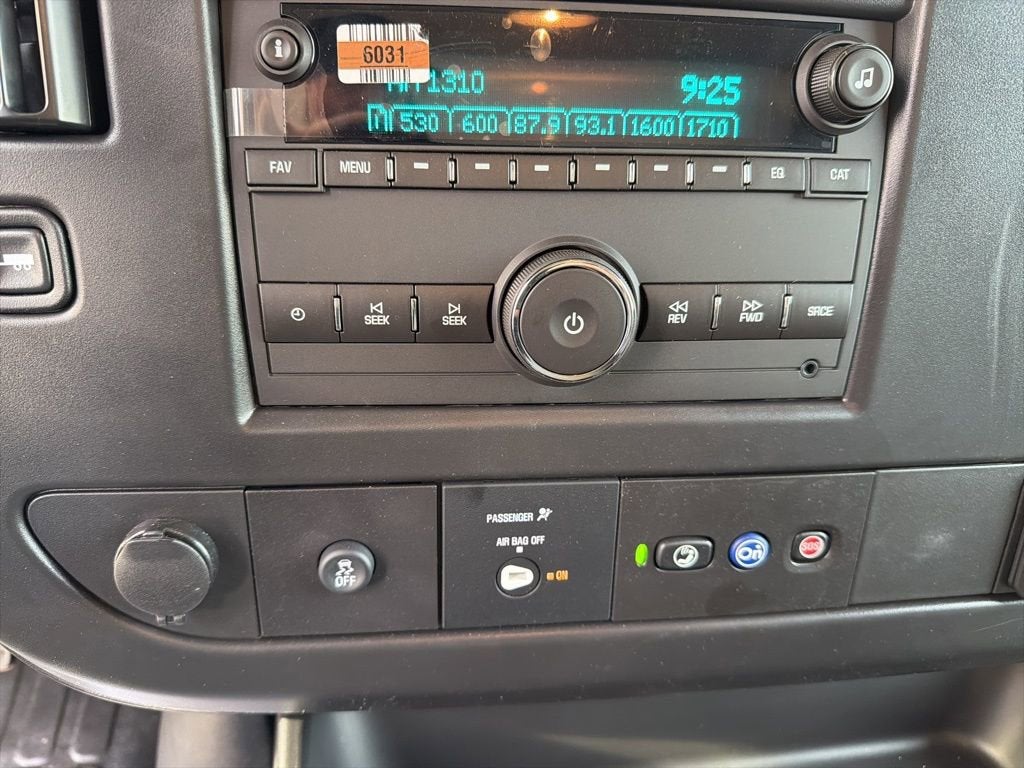 6031
1310
9:25
530 600 87.9 93.1 1600 1710
FAV MENU EQ CAT
SEEK SEEK REV FWD SRCE
PASSENGER
AIR BAG OFF
ON
OFF
On
SOS